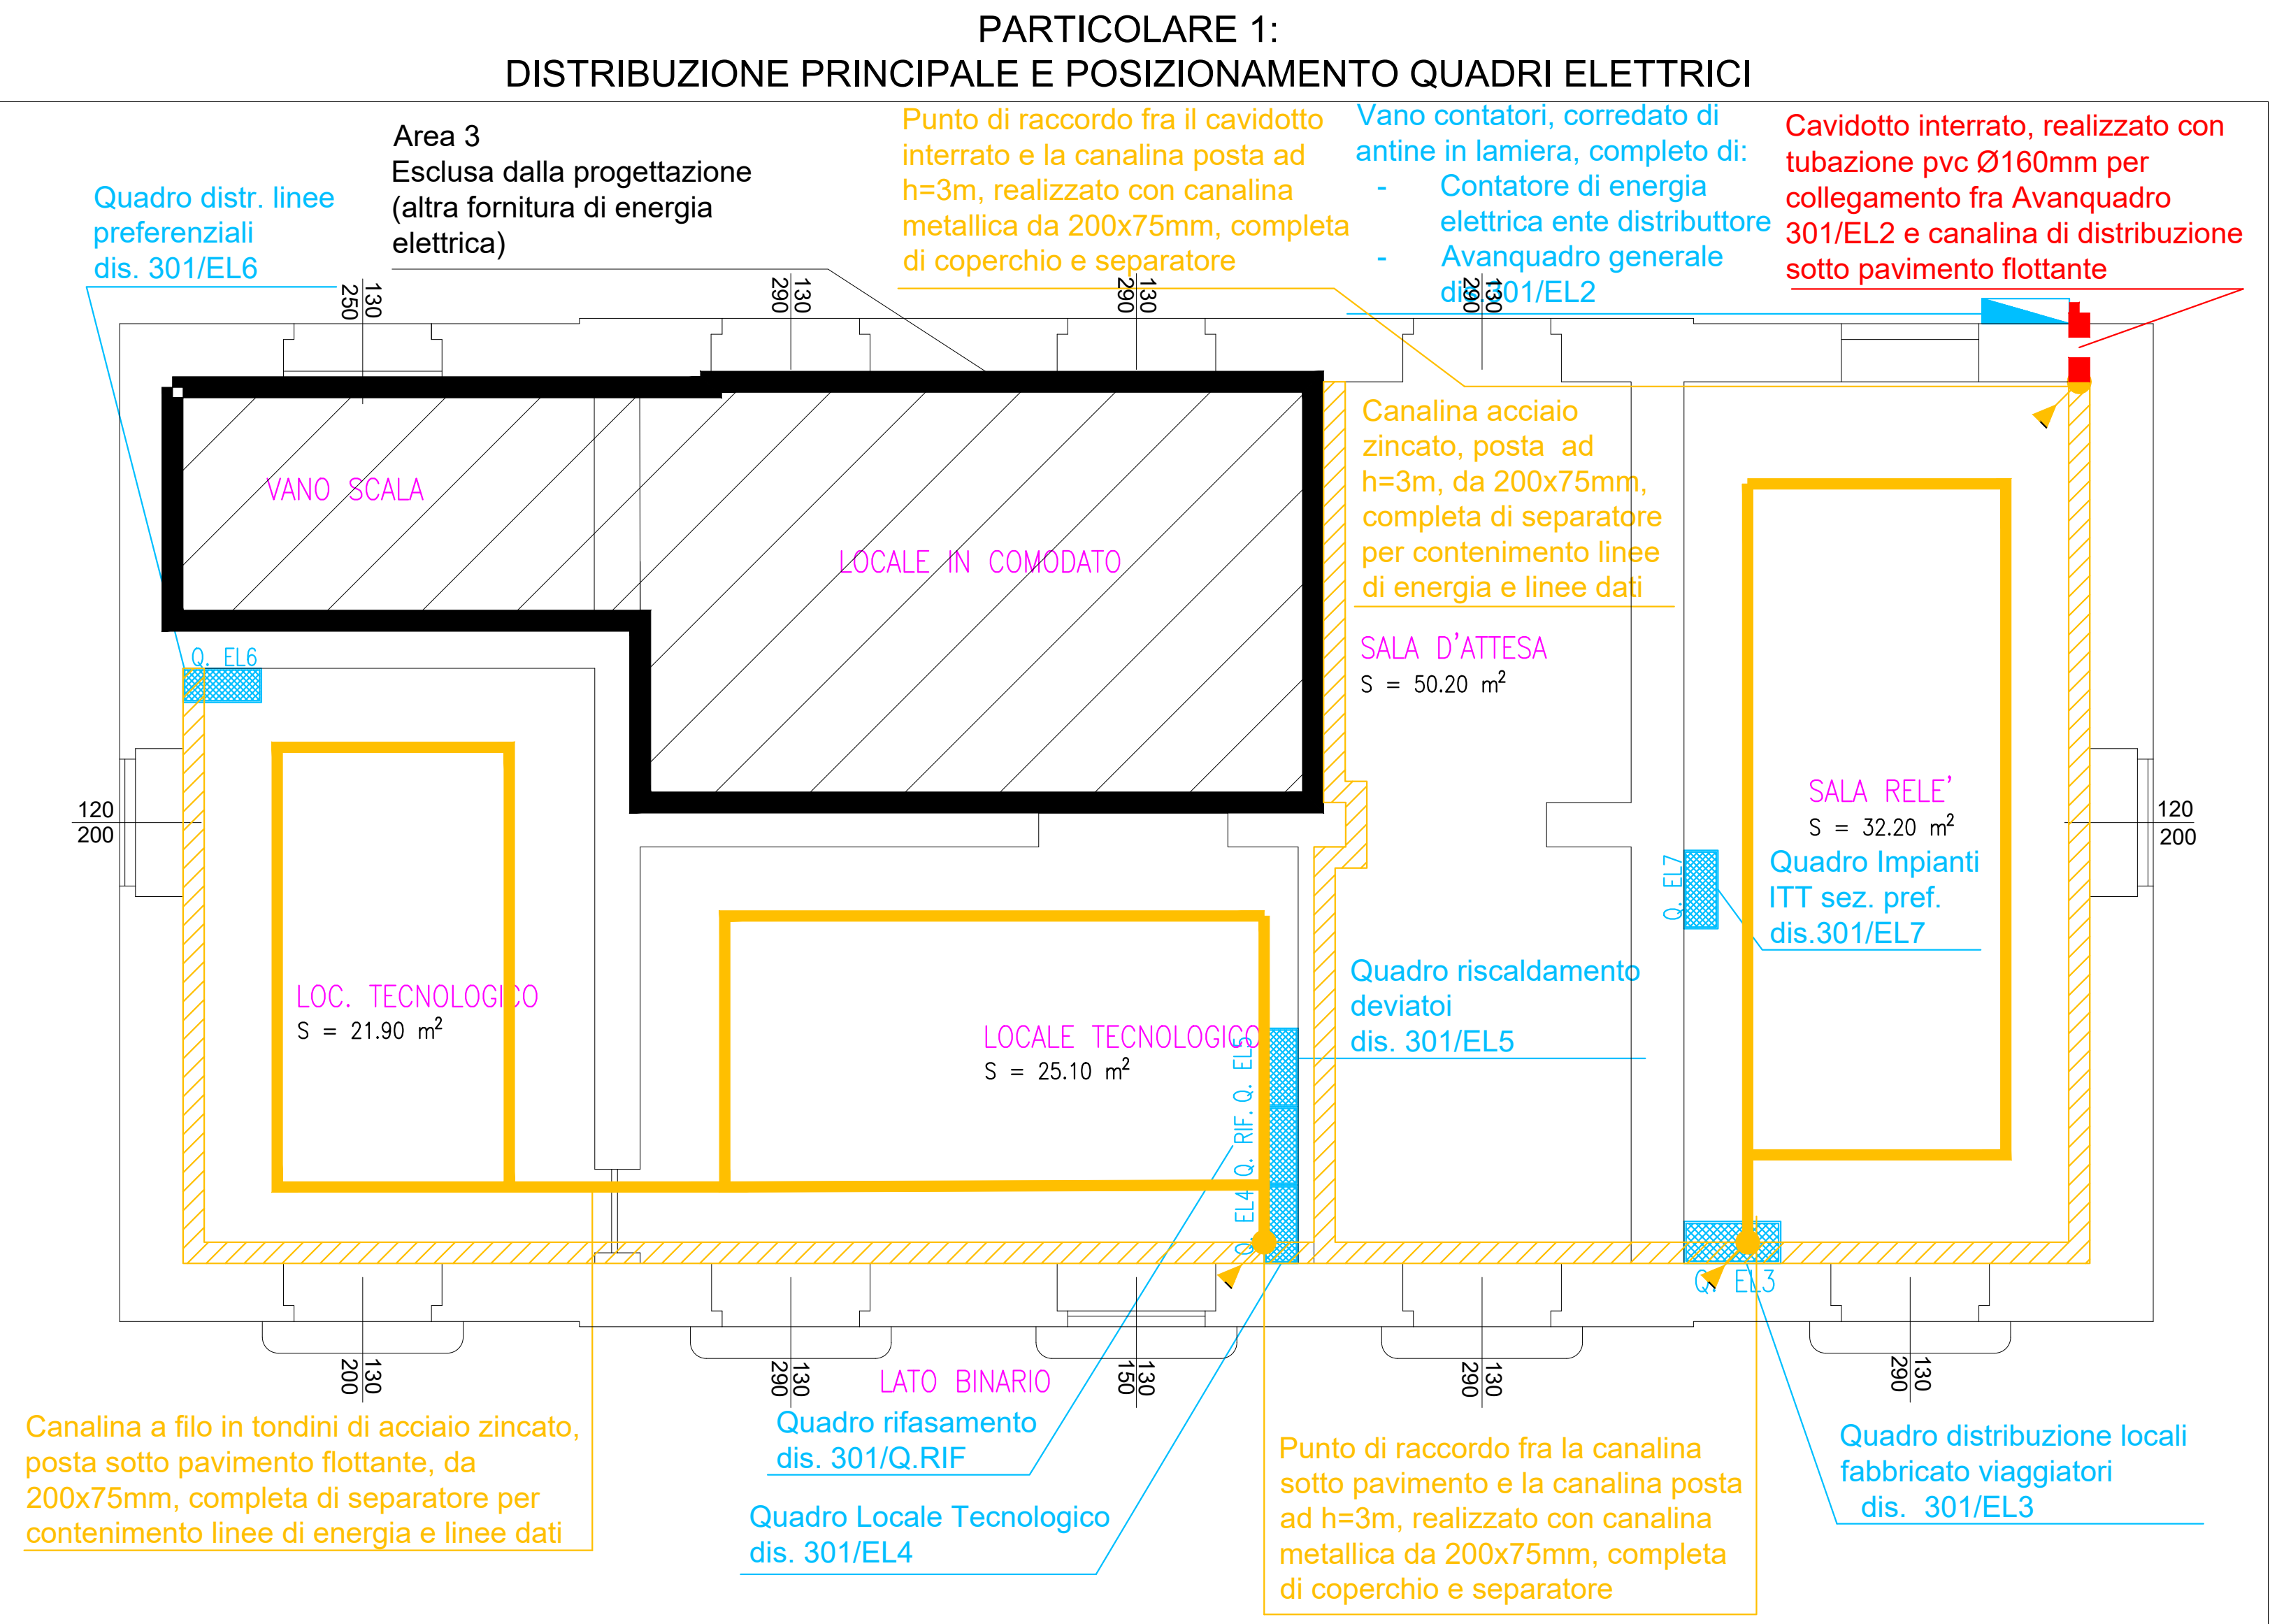 PARTICOLARE 1:
DISTRIBUZIONE PRINCIPALE E POSIZIONAMENTO QUADRI ELETTRICI
Quadro distr. linee
preferenziali
dis. 301/EL6
Area 3
Esclusa dalla progettazione
(altra fornitura di energia
elettrica)
Punto di raccordo fra il cavidotto
interrato e la canalina posta ad
h=3m, realizzato con canalina
metallica da 200x75mm, completa
di coperchio e separatore
Vano contatori, corredato di
antine in lamiera, completo di:
- Contatore di energia
elettrica ente distributtore
- Avanquadro generale
dis. 301/EL2
Cavidotto interrato, realizzato con
tubazione pvc Ø160mm per
collegamento fra Avanquadro
301/EL2 e canalina di distribuzione
sotto pavimento flottante
130
250
130
290
130
290
130
290
Canalina acciaio
zincato, posta ad
h=3m, da 200x75mm,
completa di separatore
per contenimento linee
di energia e linee dati
VANO SCALA
LOCALE IN COMODATO
SALA D'ATTESA
S = 50.20 m²
Q. EL6
120
200
SALA RELE'
S = 32.20 m²
120
200
Q. EL7
Quadro Impianti
ITT sez. pref.
dis.301/EL7
LOC. TECNOLOGICO
S = 21.90 m²
LOCALE TECNOLOGICO
S = 25.10 m²
Quadro riscaldamento
deviatoi
dis. 301/EL5
Q. EL5
Q. RIF.
Q. EL4
Q. EL3
130
200
130
290
130
150
130
290
130
290
LATO BINARIO
Canalina a filo in tondini di acciaio zincato,
posta sotto pavimento flottante, da
200x75mm, completa di separatore per
contenimento linee di energia e linee dati
Quadro rifasamento
dis. 301/Q.RIF
Quadro Locale Tecnologico
dis. 301/EL4
Punto di raccordo fra la canalina
sotto pavimento e la canalina posta
ad h=3m, realizzato con canalina
metallica da 200x75mm, completa
di coperchio e separatore
Quadro distribuzione locali
fabbricato viaggiatori
dis. 301/EL3